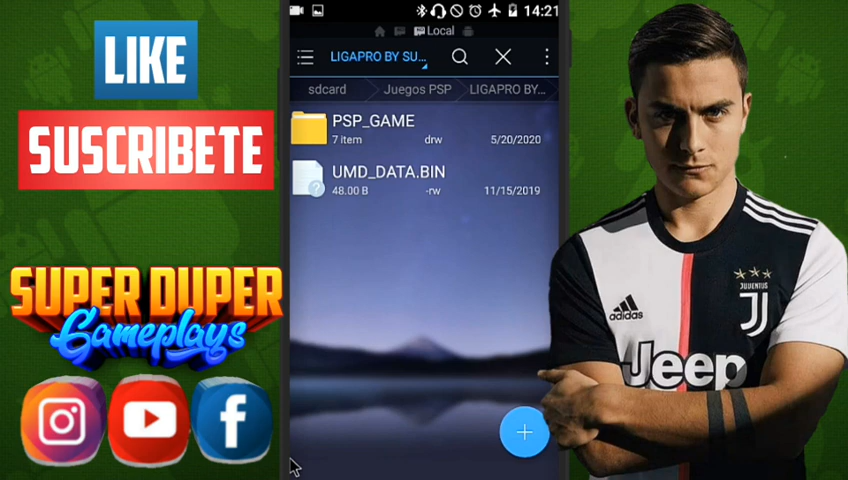 LIKE
SUSCRIBETE
SUPER DUPER
Gameplays
14:21
Local
LIGAPRO BY SU...
sdcard
Juegos PSP
LIGAPRO BY...
PSP_GAME
7 item
drw
5/20/2020
UMD_DATA.BIN
48.00 B
-rw
11/15/2019
adidas
JUVENTUS
Jeep